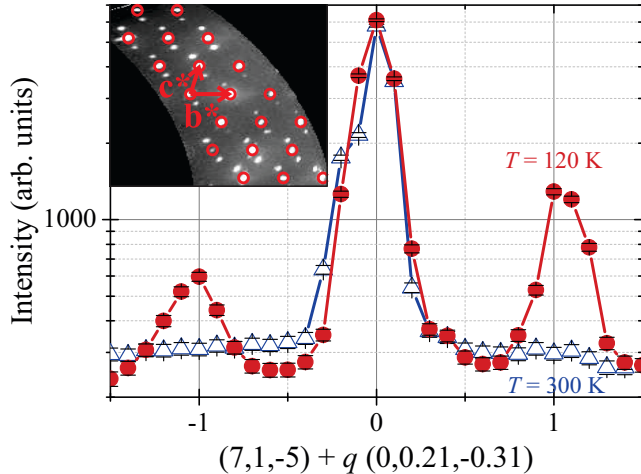 c*
b*
T = 120 K
1000
Intensity (arb. units)
T = 300 K
-1
0
1
(7,1,-5) + q (0,0.21,-0.31)